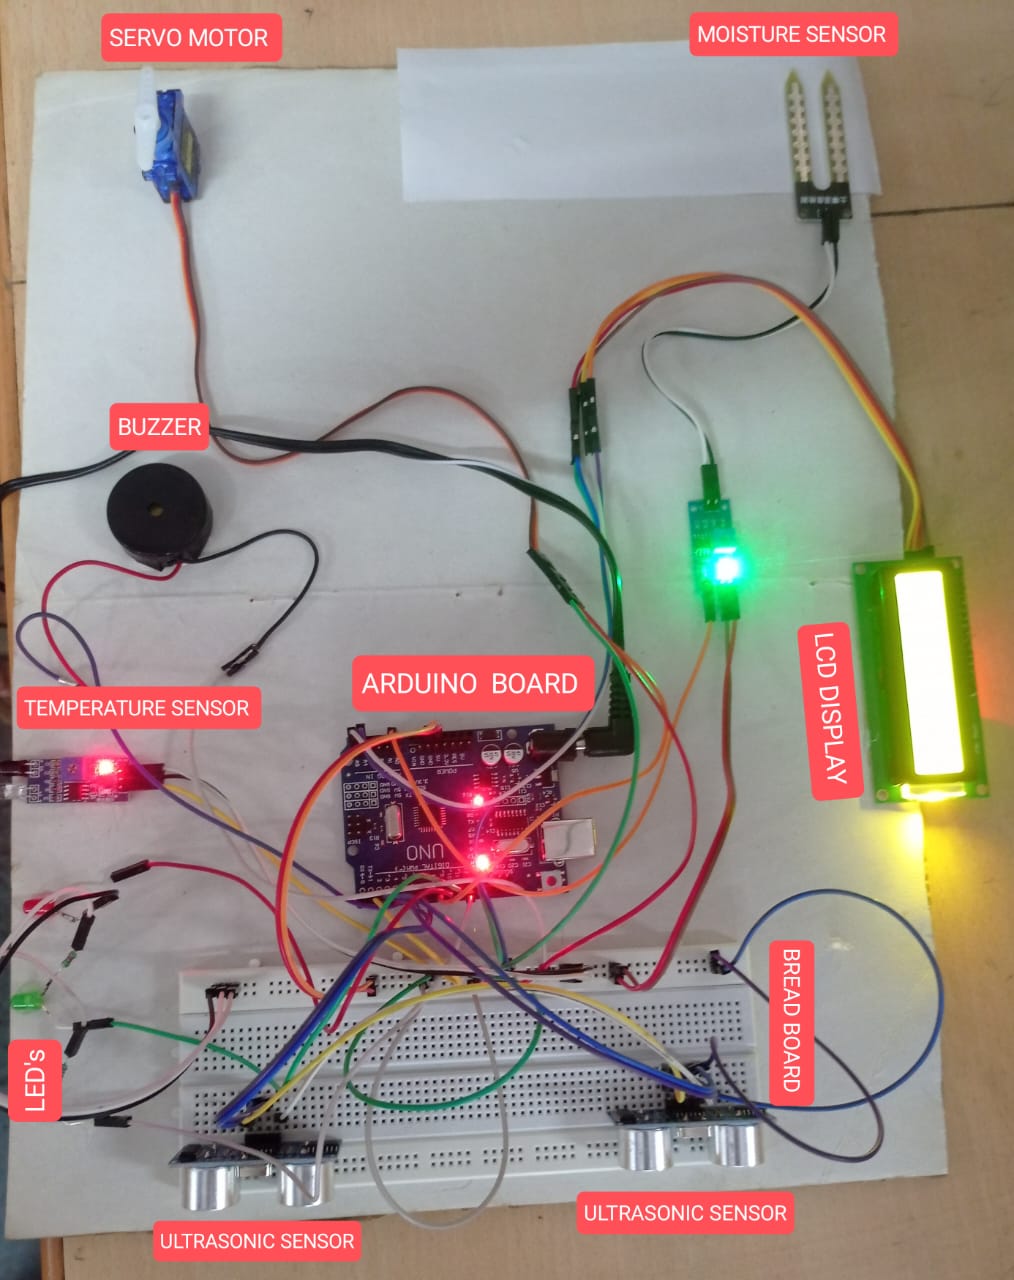 SERVO MOTOR
MOISTURE SENSOR
BUZZER
ARDUINO BOARD
LCD DISPLAY
TEMPERATURE SENSOR
UNO
BREAD BOARD
LED's
ULTRASONIC SENSOR
ULTRASONIC SENSOR